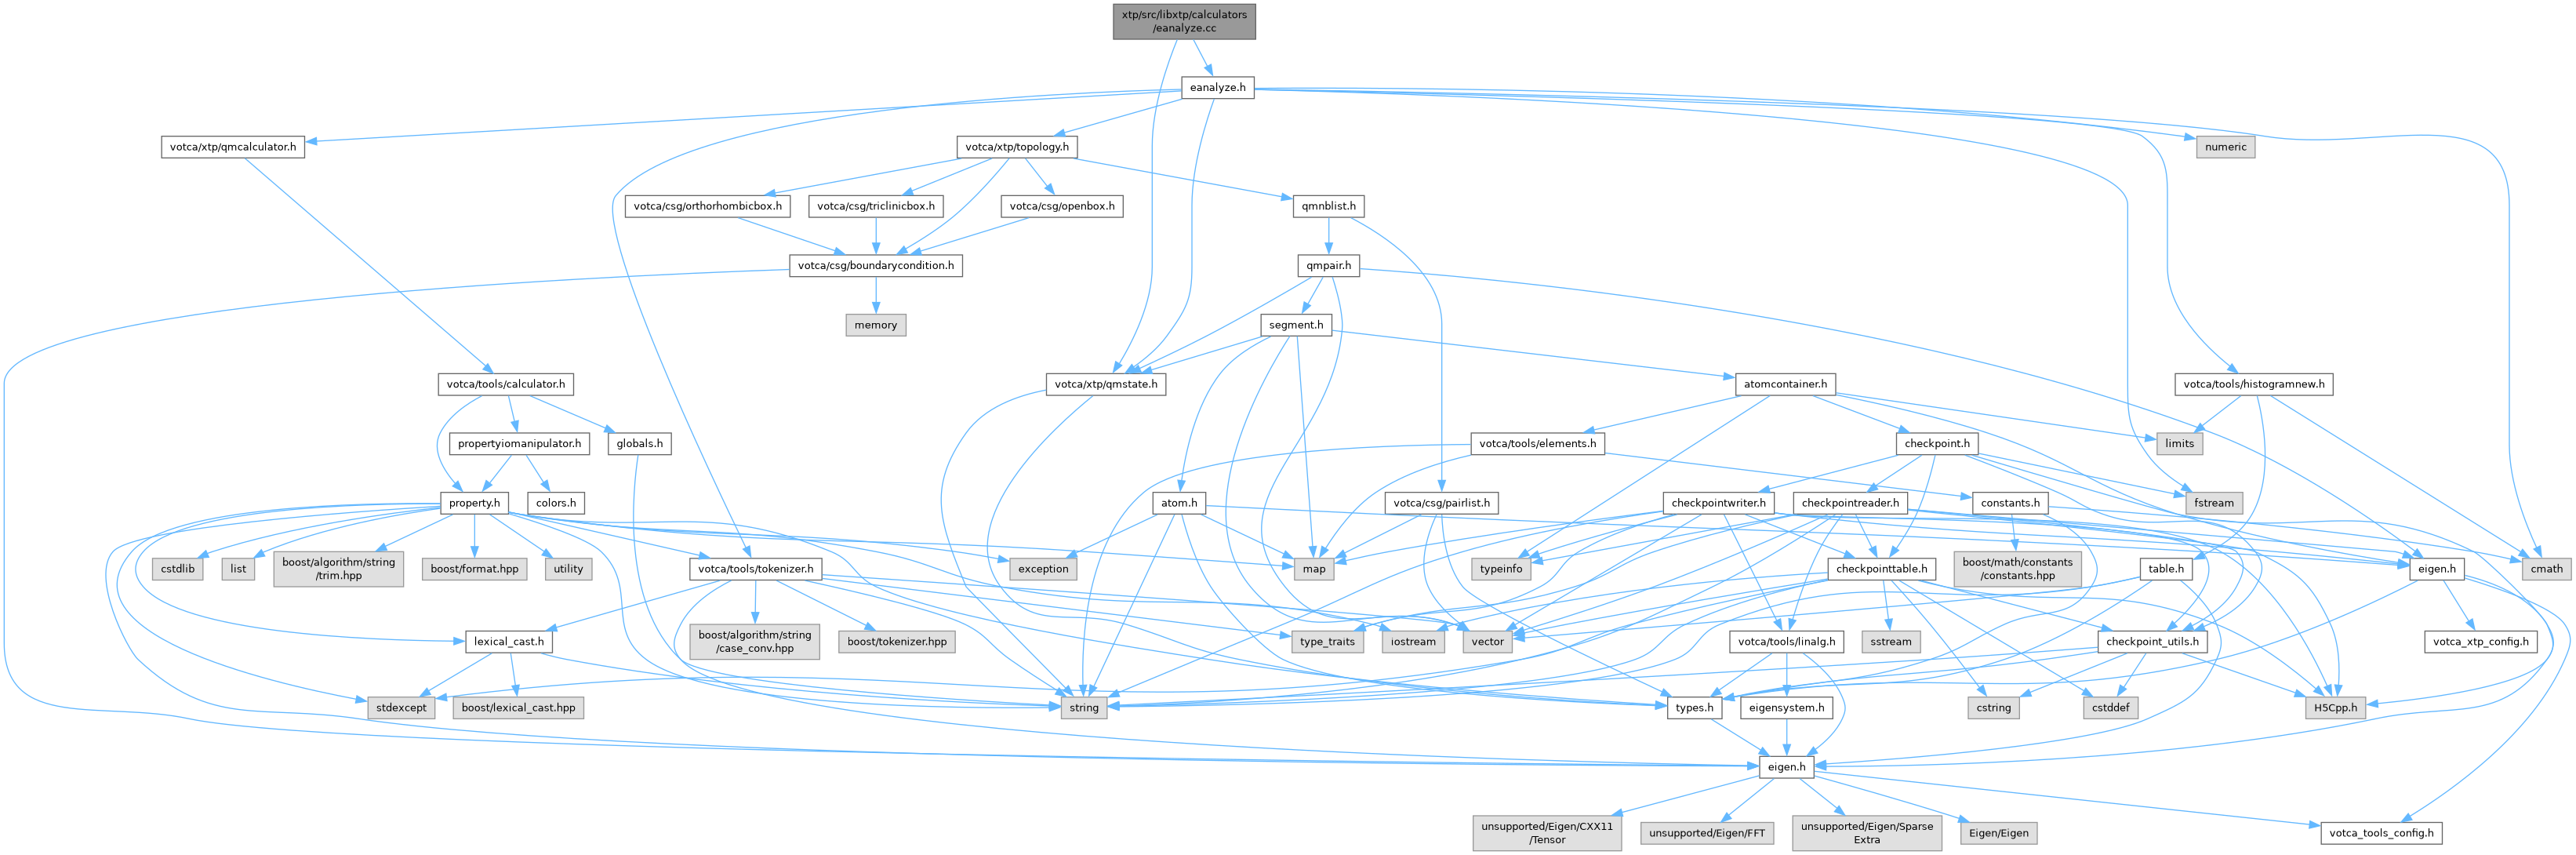 xtp/src/libxtp/calculators
/eanalyze.cc
eanalyze.h
votca/xtp/qmcalculator.h
votca/xtp/topology.h
numeric
votca/csg/orthorhombicbox.h
votca/csg/triclinicbox.h
votca/csg/openbox.h
qmnblist.h
votca/csg/boundarycondition.h
qmpair.h
memory
segment.h
votca/tools/calculator.h
votca/xtp/qmstate.h
atomcontainer.h
votca/tools/histogramnew.h
propertyiomanipulator.h
globals.h
votca/tools/elements.h
checkpoint.h
limits
property.h
colors.h
atom.h
votca/csg/pairlist.h
checkpointwriter.h
checkpointreader.h
constants.h
fstream
cstdlib
list
boost/algorithm/string
/trim.hpp
boost/format.hpp
utility
votca/tools/tokenizer.h
exception
map
typeinfo
checkpointtable.h
boost/math/constants
/constants.hpp
table.h
eigen.h
cmath
lexical_cast.h
boost/algorithm/string
/case_conv.hpp
boost/tokenizer.hpp
type_traits
iostream
vector
votca/tools/linalg.h
sstream
checkpoint_utils.h
votca_xtp_config.h
stdexcept
boost/lexical_cast.hpp
string
types.h
eigensystem.h
cstring
cstddef
H5Cpp.h
eigen.h
unsupported/Eigen/CXX11
/Tensor
unsupported/Eigen/FFT
unsupported/Eigen/Sparse
Extra
Eigen/Eigen
votca_tools_config.h